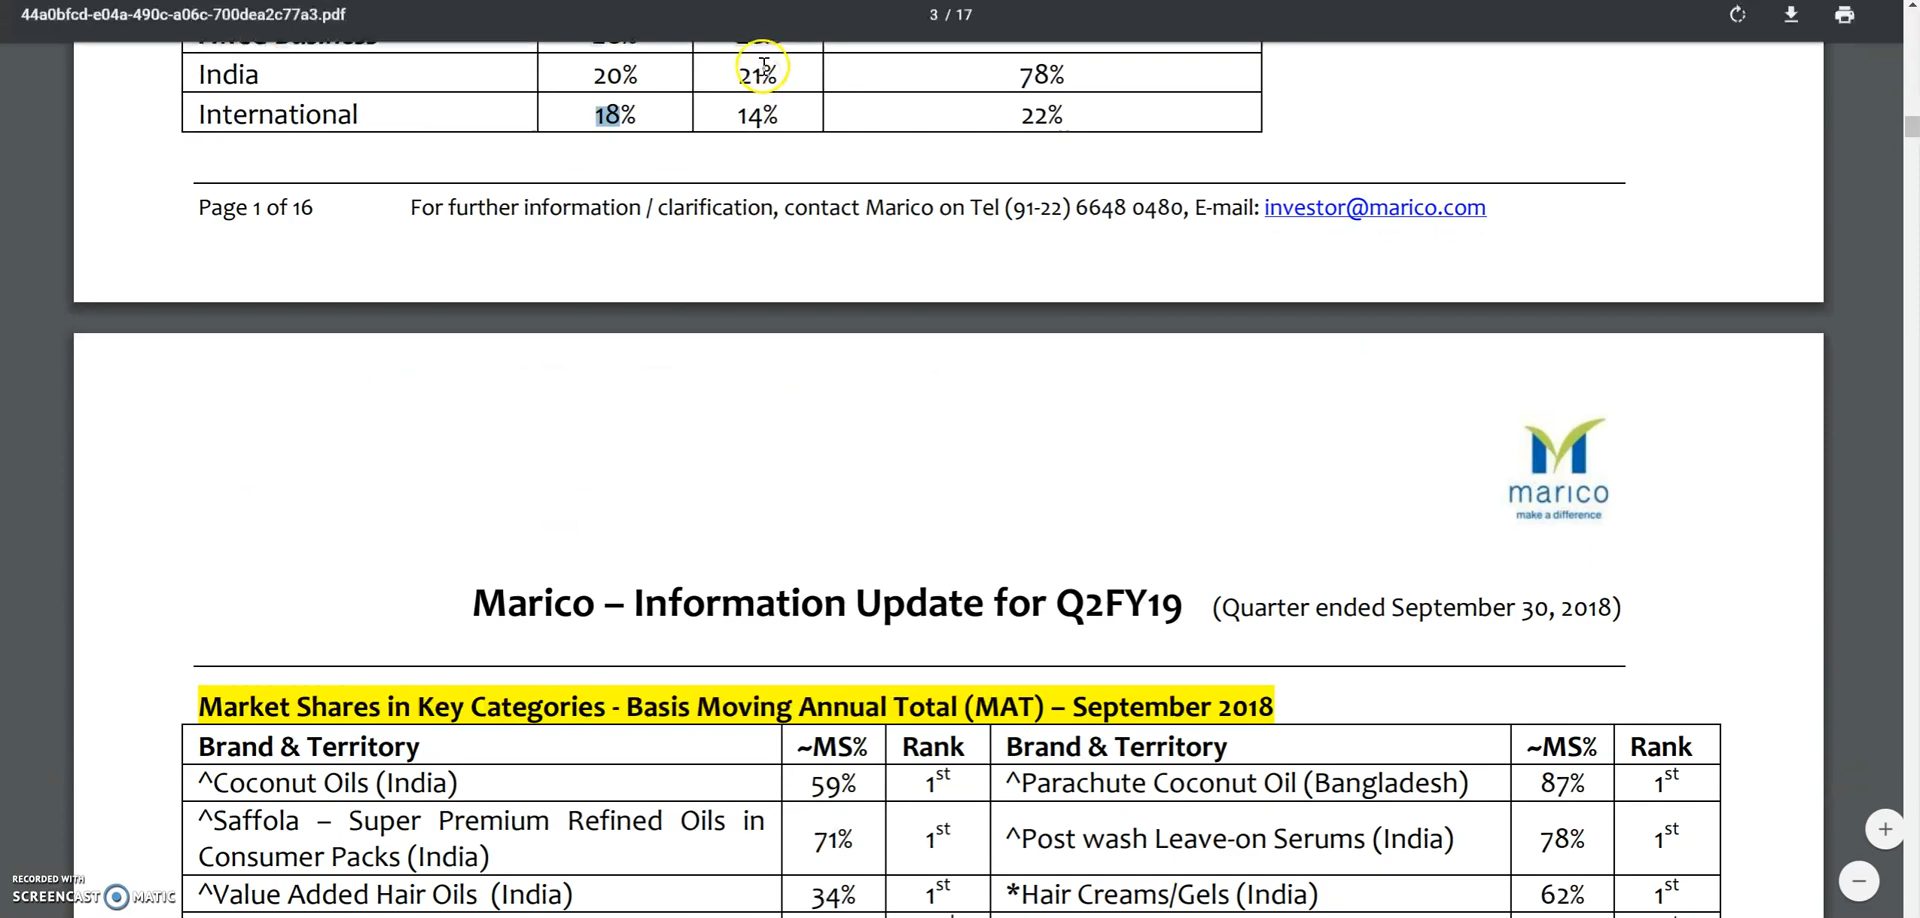 44a0bfcd-e04a-490c-a06c-700dea2c77a3.pdf 3 / 17
India 20% 21% 78%
International 18% 14% 22%
Page 1 of 16 For further information / clarification, contact Marico on Tel (91-22) 6648 0480, E-mail: investor@marico.com
marico
make a difference
Marico – Information Update for Q2FY19 (Quarter ended September 30, 2018)
Market Shares in Key Categories - Basis Moving Annual Total (MAT) – September 2018
Brand & Territory ~MS% Rank Brand & Territory ~MS% Rank
^Coconut Oils (India) 59% 1st ^Parachute Coconut Oil (Bangladesh) 87% 1st
^Saffola – Super Premium Refined Oils in
Consumer Packs (India) 71% 1st ^Post wash Leave-on Serums (India) 78% 1st
^Value Added Hair Oils (India) 34% 1st *Hair Creams/Gels (India) 62% 1st
RECORDED WITH
SCREENCAST MATIC